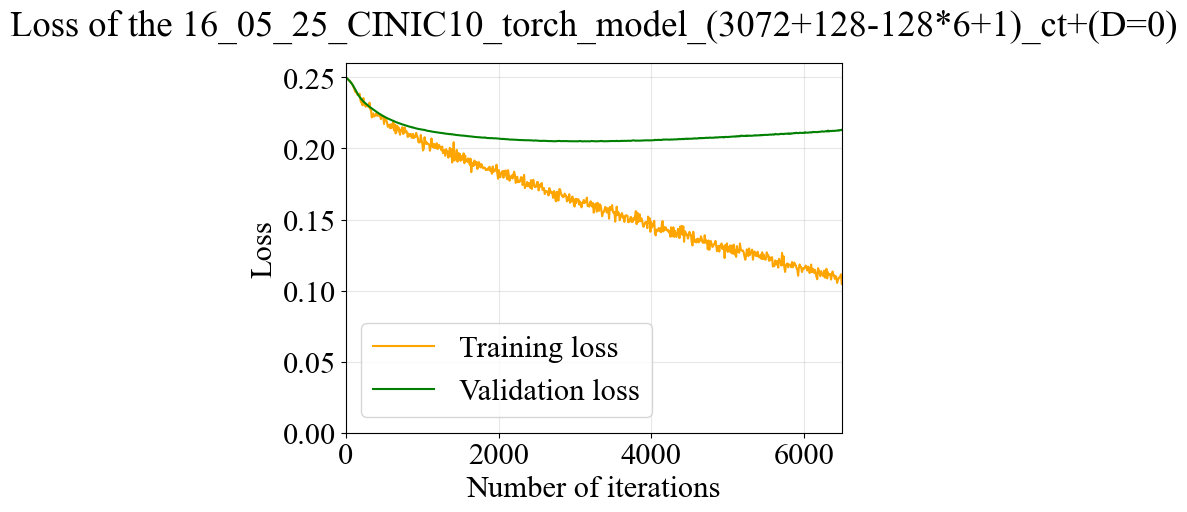 Loss of the 16_05_25_CINIC10_torch_model_(3072+128-128*6+1)_ct+(D=0)
0.25
0.20
0.15
0.10
0.05
0.00
Loss
Training loss
Validation loss
0 2000 4000 6000
Number of iterations